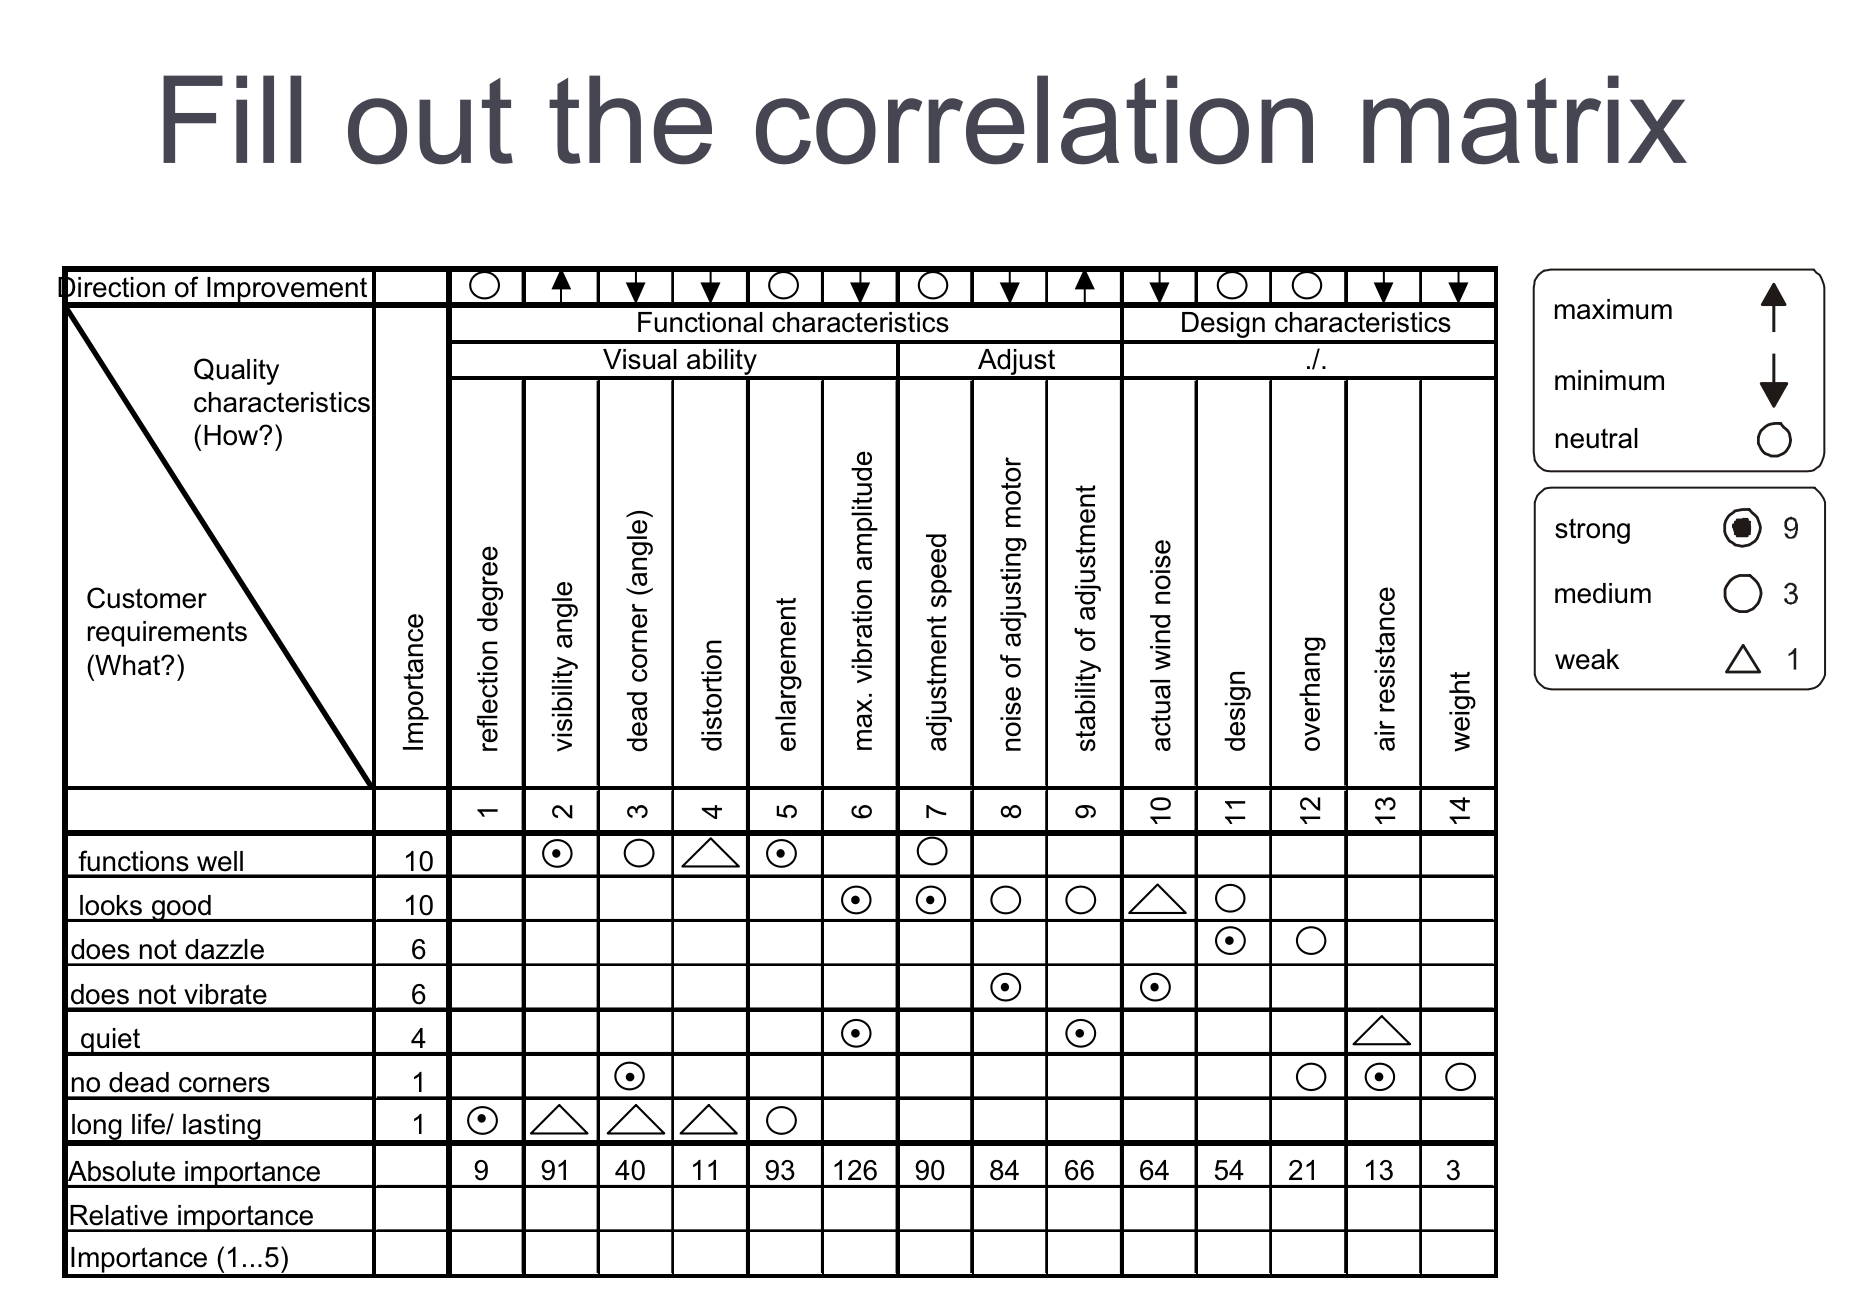 Fill out the correlation matrix
Direction of Improvement
Functional characteristics
Design characteristics
Visual ability
Adjust
./.
Quality
characteristics
(How?)
Customer
requirements
(What?)
Importance
reflection degree
visibility angle
dead corner (angle)
distortion
enlargement
max. vibration amplitude
adjustment speed
noise of adjusting motor
stability of adjustment
actual wind noise
design
overhang
air resistance
weight
1 2 3 4 5 6 7 8 9 10 11 12 13 14
functions well 10
looks good 10
does not dazzle 6
does not vibrate 6
quiet 4
no dead corners 1
long life/ lasting 1
Absolute importance 9 91 40 11 93 126 90 84 66 64 54 21 13 3
Relative importance
Importance (1...5)
maximum
minimum
neutral
strong 9
medium 3
weak 1